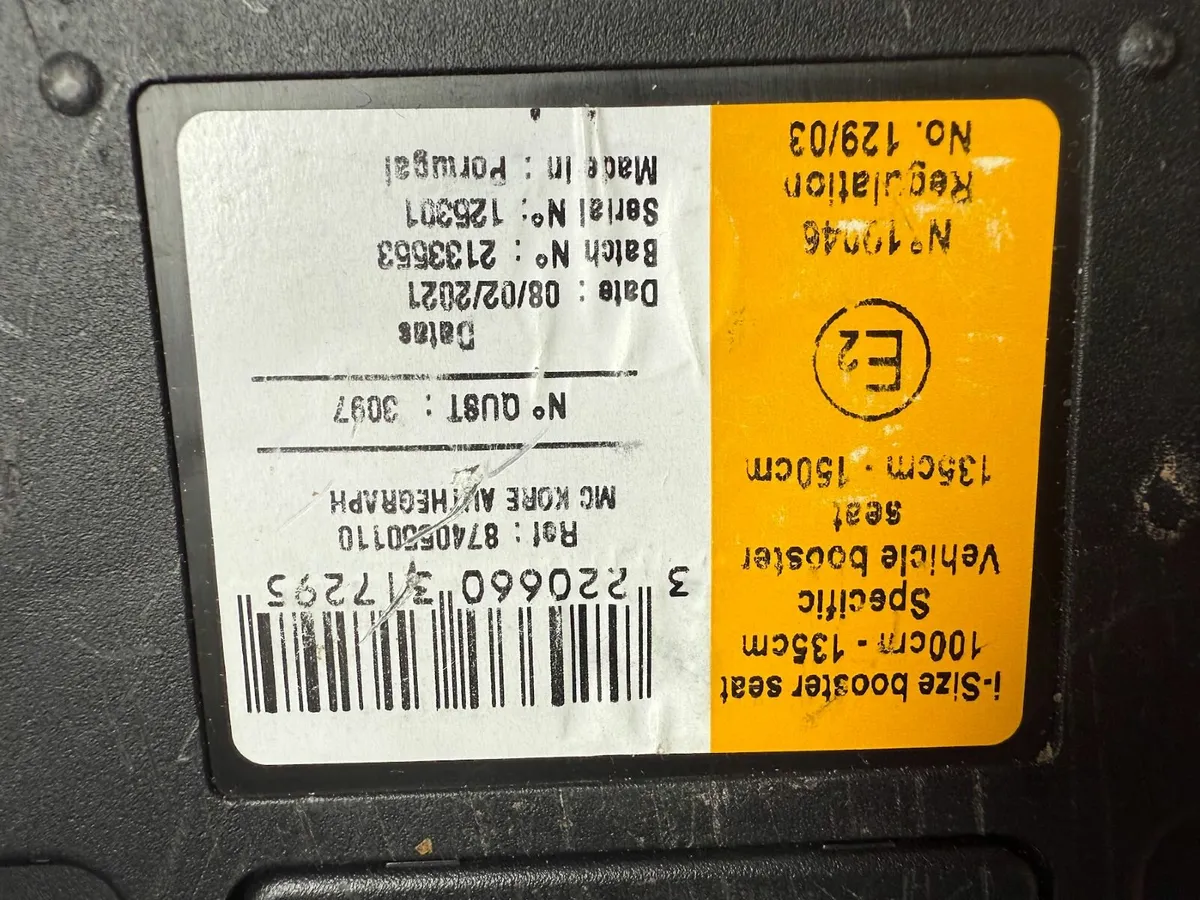 i-Size booster seat
100cm - 135cm
Specific
Vehicle booster
seat
135cm - 150cm
E2
Regulation
No. 129/03
3 220660 317295
Ref : 8740550110
MC KORE AUTHEGRAPH
N° QUST : 3097
Datas
Date : 08/02/2021
Batch N° : 2133553
Serial N°: 125301
Made in : Portugal